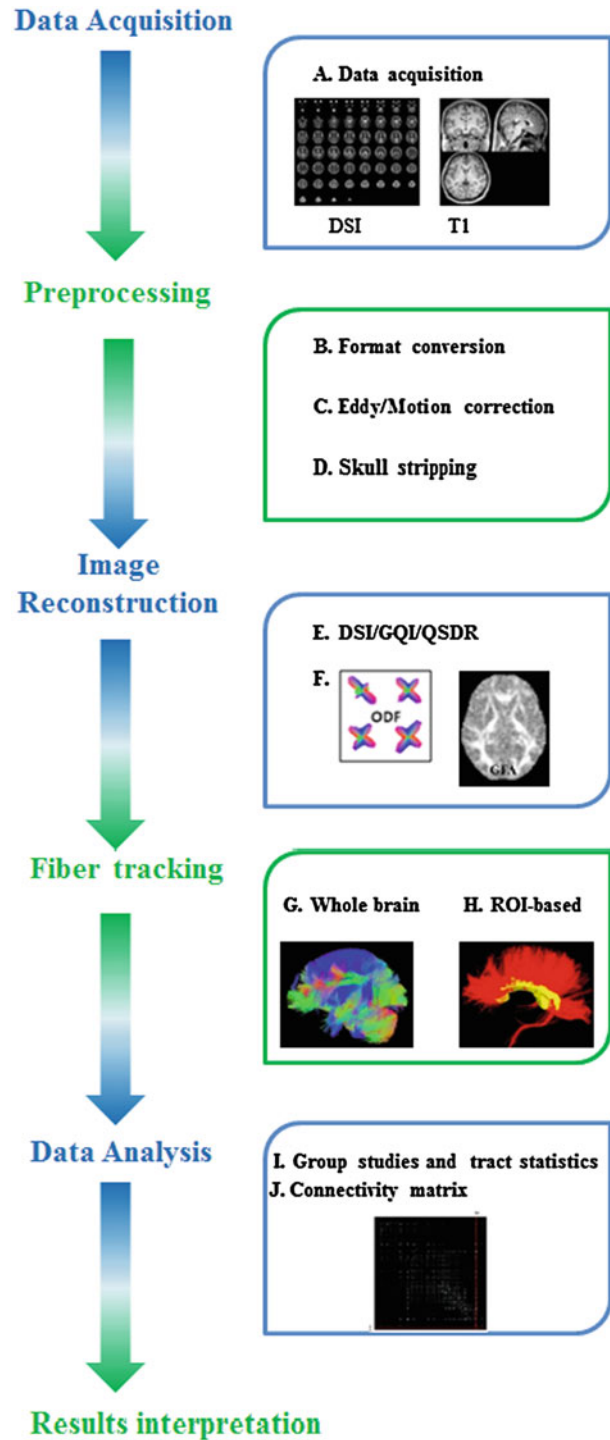 Data Acquisition
A. Data acquisition
DSI T1
Preprocessing
B. Format conversion
C. Eddy/Motion correction
D. Skull stripping
Image
Reconstruction
E. DSI/GQI/QSDR
F.
ODF
GFA
Fiber tracking
G. Whole brain H. ROI-based
Data Analysis
I. Group studies and tract statistics
J. Connectivity matrix
Results interpretation